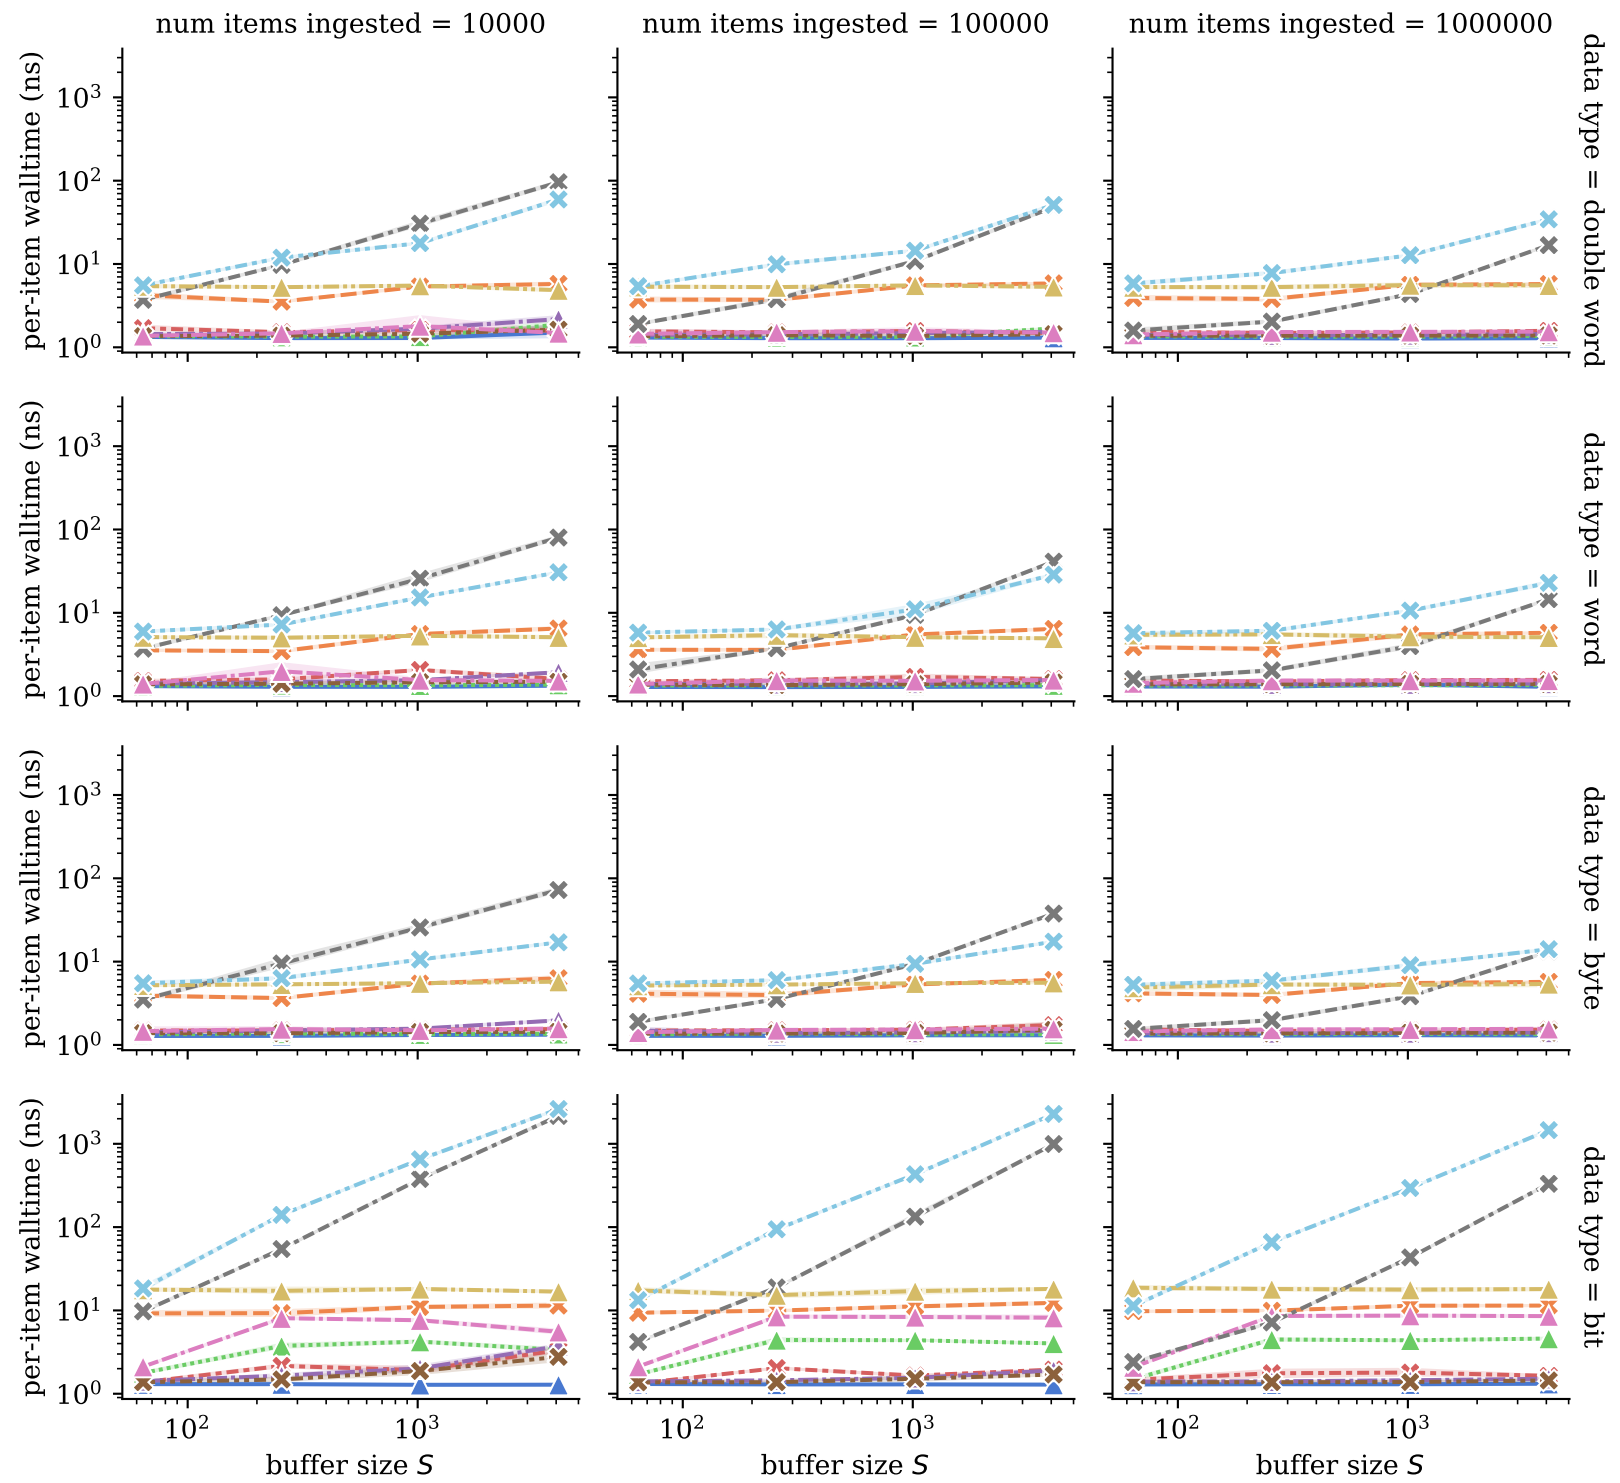 num items ingested = 10000
num items ingested = 100000
num items ingested = 1000000
per-item walltime (ns)
10³
10²
10¹
10⁰
data type = double word
per-item walltime (ns)
10³
10²
10¹
10⁰
data type = word
per-item walltime (ns)
10³
10²
10¹
10⁰
data type = byte
per-item walltime (ns)
10³
10²
10¹
10⁰
data type = bit
10² 10³
10² 10³
10² 10³
buffer size S
buffer size S
buffer size S